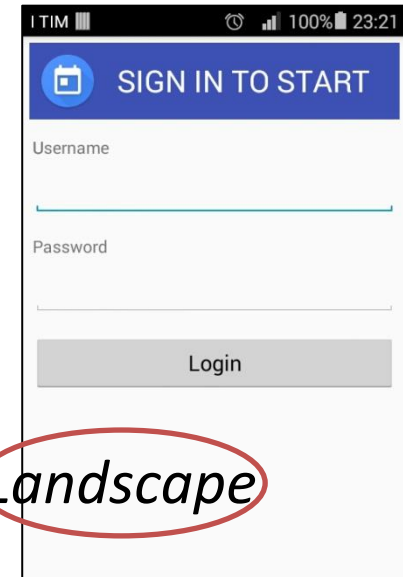 I TIM 100% 23:21
SIGN IN TO START
Username
Password
Login
Landscape